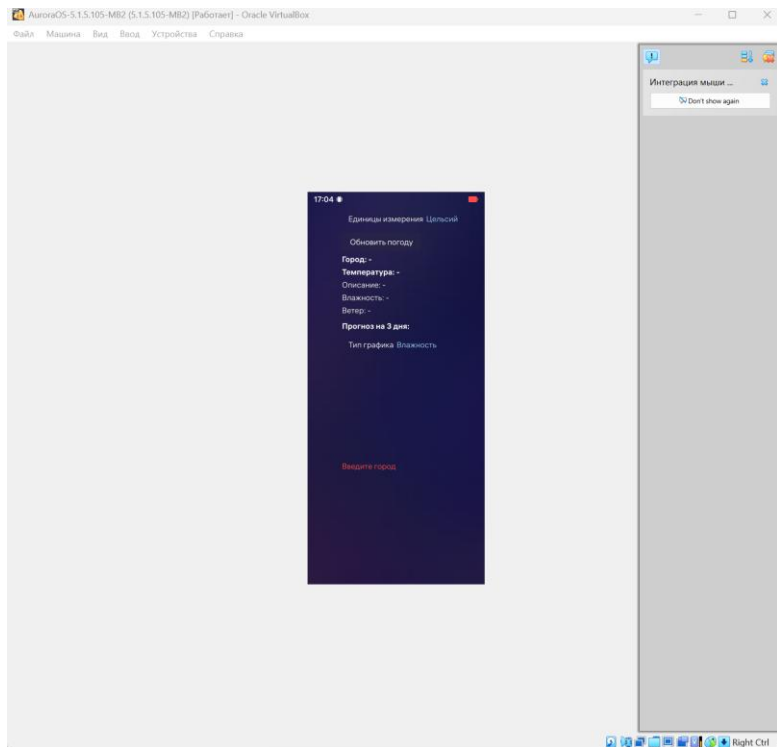 AuroraOS-5.1.5.105-MB2 (5.1.5.105-MB2) [Работает] - Oracle VirtualBox
Файл Машина Вид Ввод Устройства Справка
Интеграция мыши ...
Don't show again
17:04
Единицы измерения Цельсий
Обновить погоду
Город: -
Температура: -
Описание: -
Влажность: -
Ветер: -
Прогноз на 3 дня:
Тип графика Влажность
Введите город
Right Ctrl